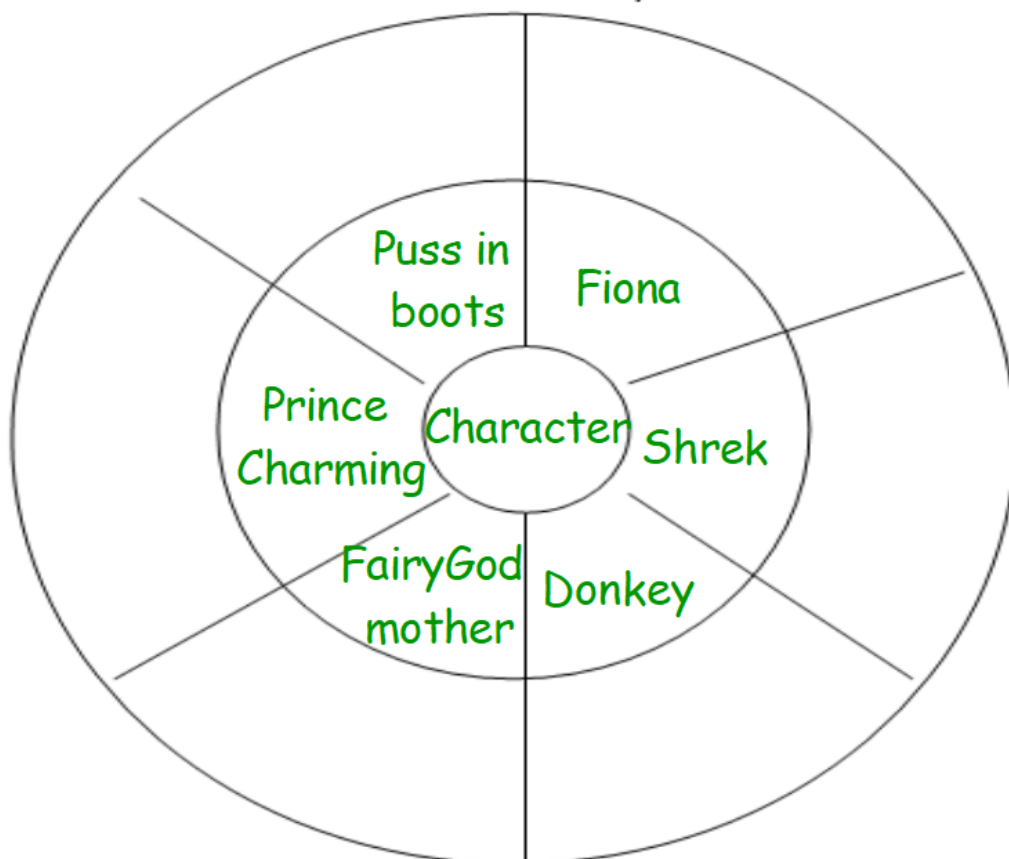 Puss in
boots
Fiona
Prince
Charming
Character
Shrek
FairyGod
mother
Donkey